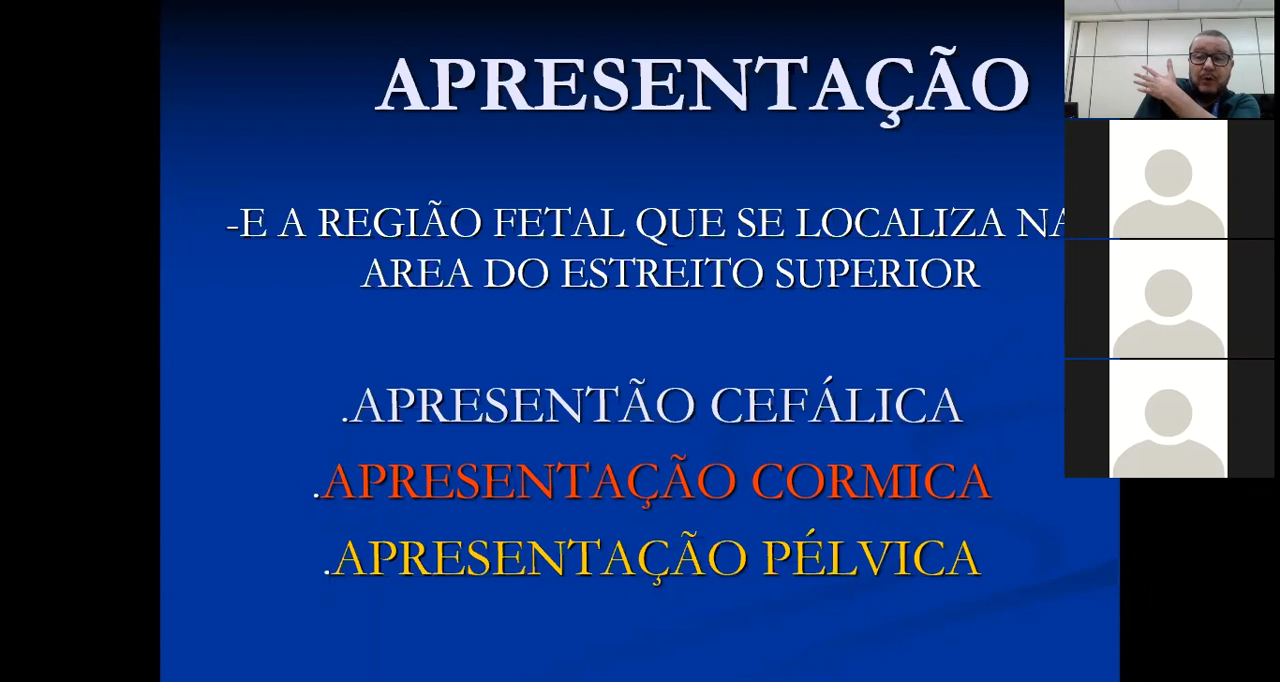 APRESENTAÇÃO
-E A REGIÃO FETAL QUE SE LOCALIZA NA
AREA DO ESTREITO SUPERIOR
.APRESENTÃO CEFÁLICA
.APRESENTAÇÃO CORMICA
.APRESENTAÇÃO PÉLVICA